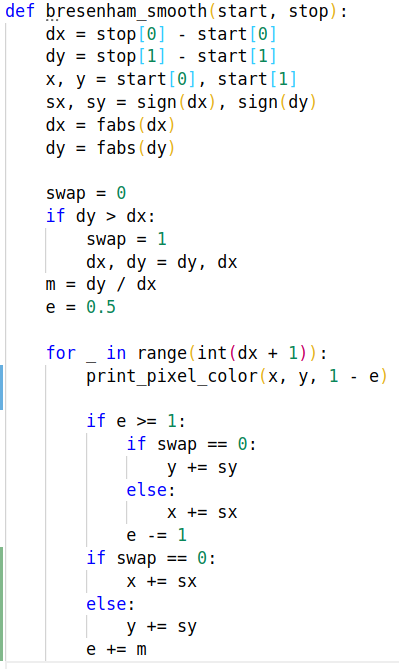 def bresenham_smooth(start, stop):
    dx = stop[0] - start[0]
    dy = stop[1] - start[1]
    x, y = start[0], start[1]
    sx, sy = sign(dx), sign(dy)
    dx = fabs(dx)
    dy = fabs(dy)

    swap = 0
    if dy > dx:
        swap = 1
        dx, dy = dy, dx
    m = dy / dx
    e = 0.5

    for _ in range(int(dx + 1)):
        print_pixel_color(x, y, 1 - e)

        if e >= 1:
            if swap == 0:
                y += sy
            else:
                x += sx
            e -= 1
        if swap == 0:
            x += sx
        else:
            y += sy
        e += m